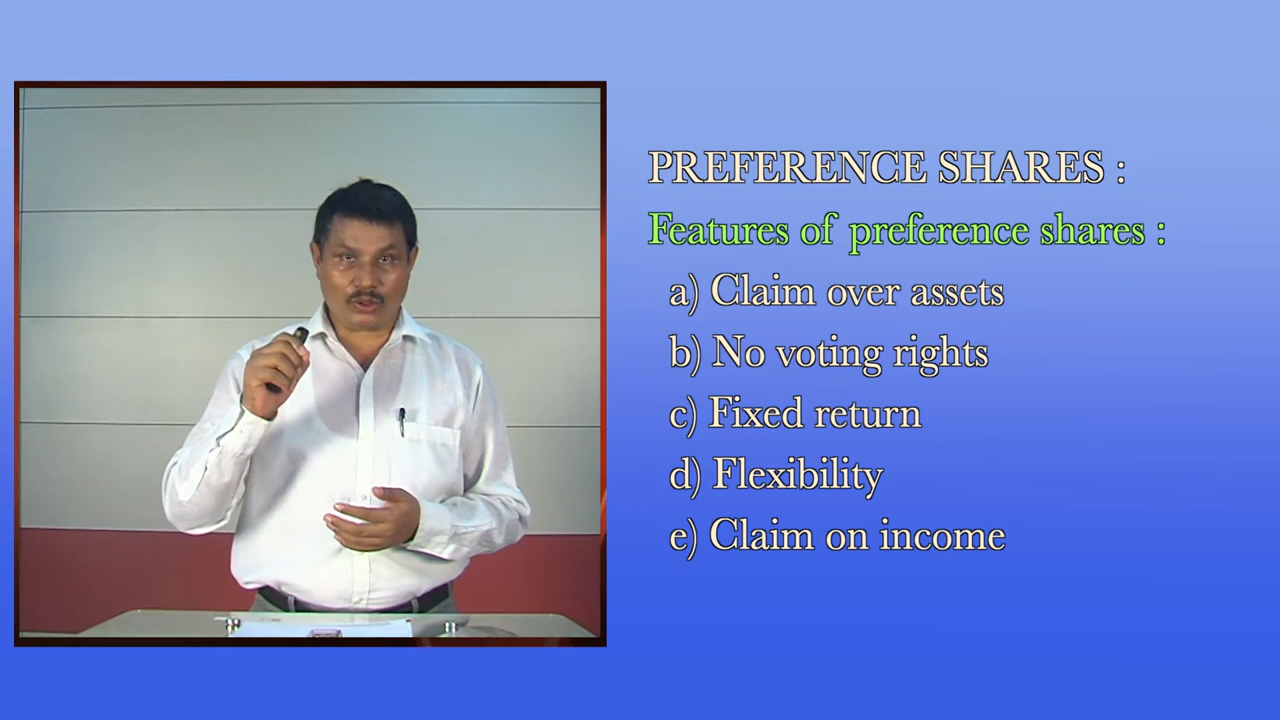 PREFERENCE SHARES :
Features of preference shares :
a) Claim over assets
b) No voting rights
c) Fixed return
d) Flexibility
e) Claim on income